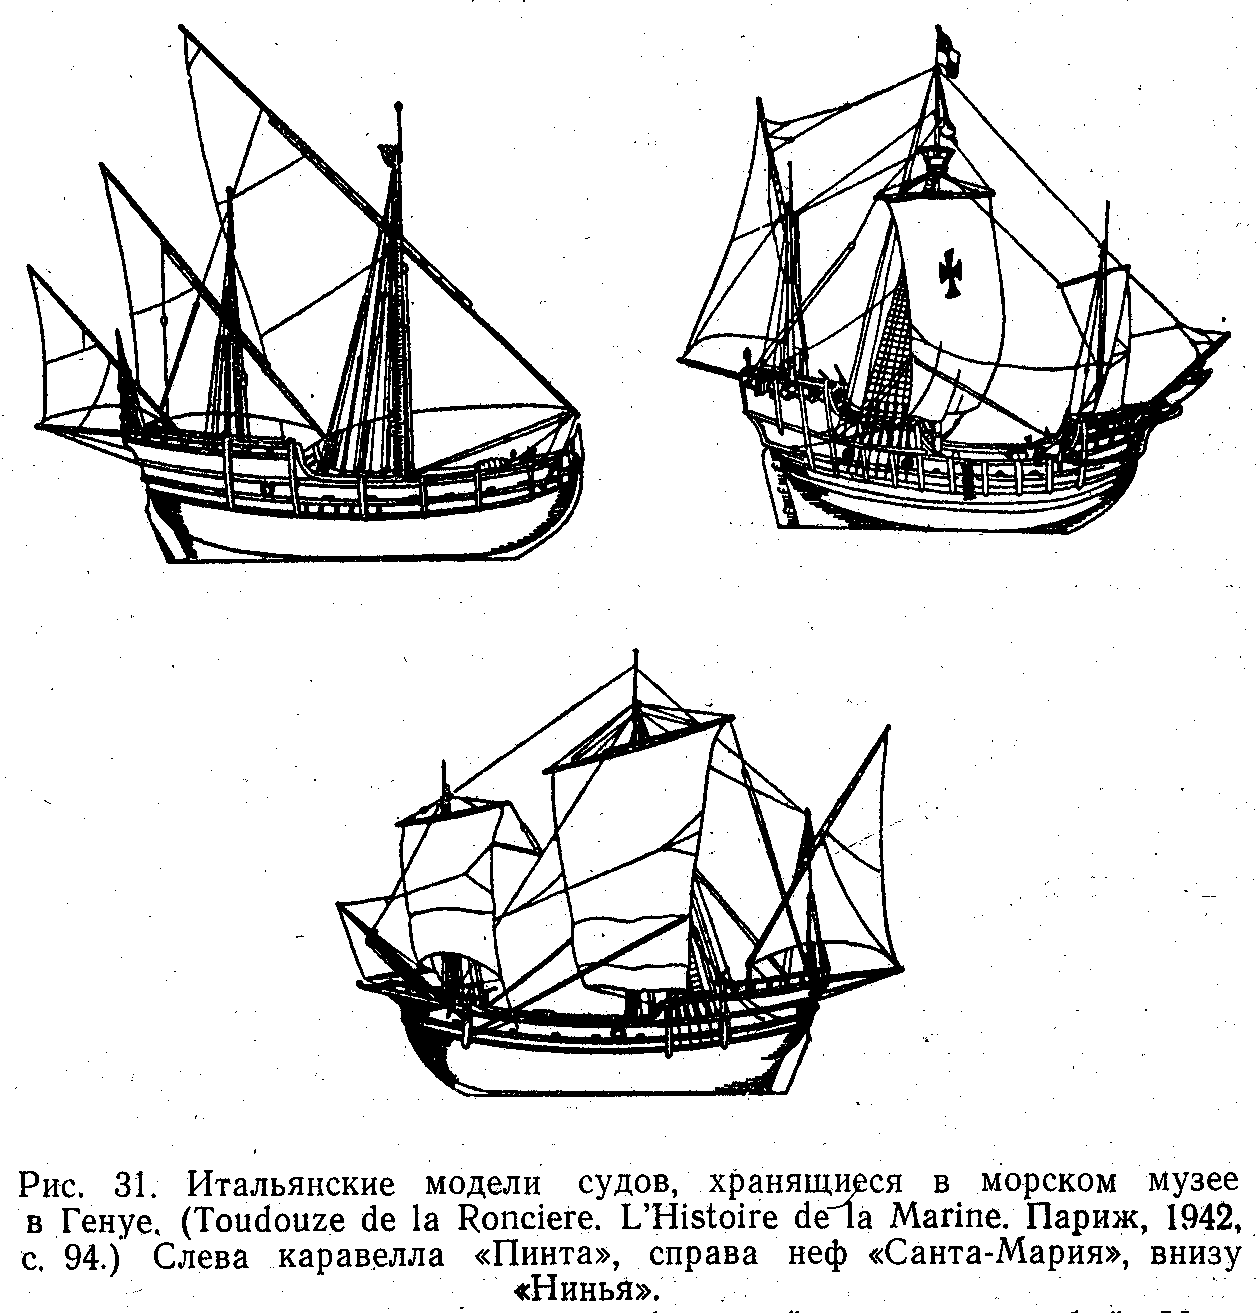 Рис. 31. Итальянские модели судов, хранящиеся в морском музее
в Генуе. (Toudouze de la Ronciere. L'Histoire de la Marine. Париж, 1942,
с. 94.) Слева каравелла «Пинта», справа неф «Санта-Мария», внизу
«Нинья».